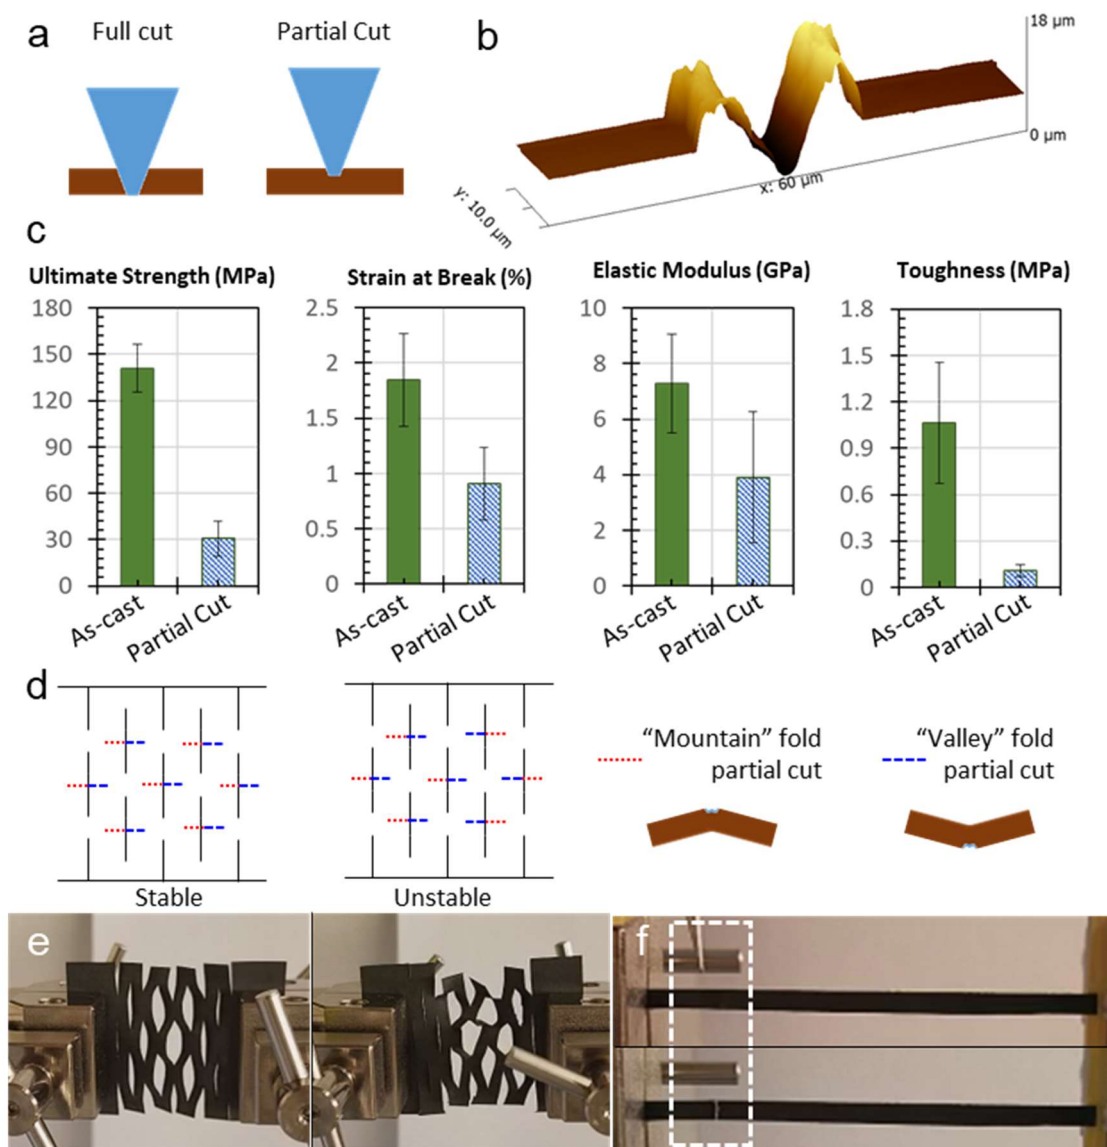 a
Full cut
Partial Cut
b
18 µm
0 µm
x: 60 µm
y: 10.0 µm
c
Ultimate Strength (MPa)
180
150
120
90
60
30
0
As-cast
Partial Cut
Strain at Break (%)
2.5
2
1.5
1
0.5
0
As-cast
Partial Cut
Elastic Modulus (GPa)
10
8
6
4
2
0
As-cast
Partial Cut
Toughness (MPa)
1.8
1.5
1.2
0.9
0.6
0.3
0
As-cast
Partial Cut
d
Stable
Unstable
“Mountain” fold
partial cut
“Valley” fold
partial cut
e
f